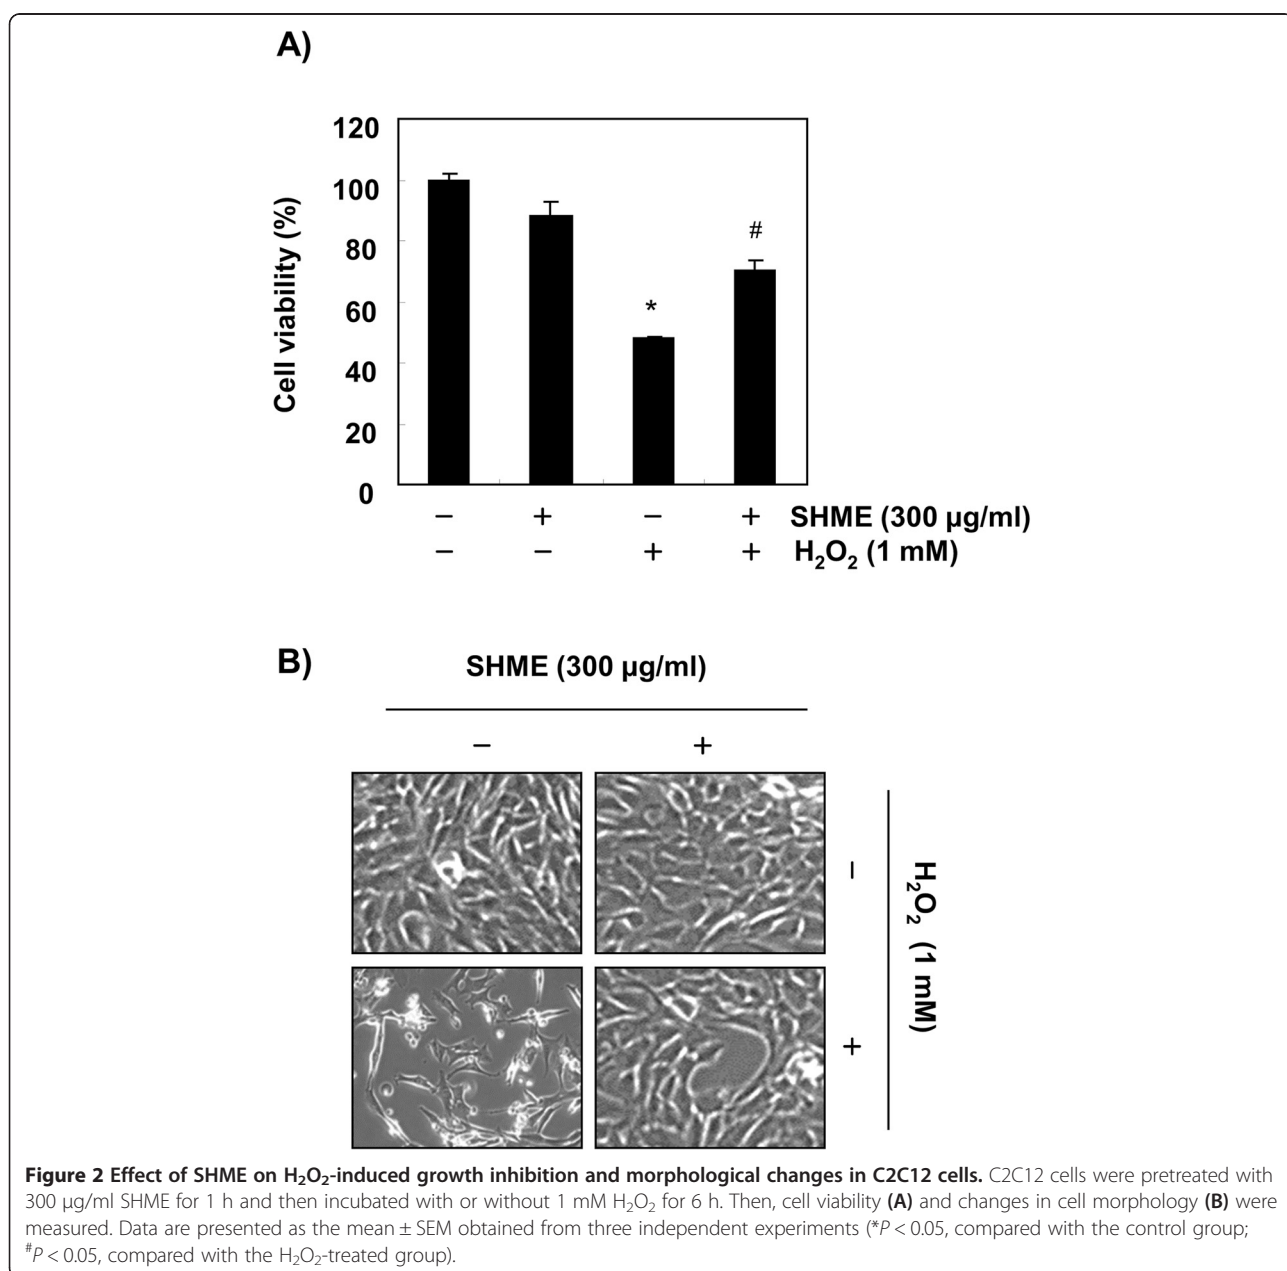 A)
120
100
80
60
40
20
0
Cell viability (%)
*
#
− + − + SHME (300 µg/ml)
− − + + H₂O₂ (1 mM)
B)
SHME (300 µg/ml)
− +
−
+
H₂O₂ (1 mM)
Figure 2 Effect of SHME on H₂O₂-induced growth inhibition and morphological changes in C2C12 cells. C2C12 cells were pretreated with
300 µg/ml SHME for 1 h and then incubated with or without 1 mM H₂O₂ for 6 h. Then, cell viability (A) and changes in cell morphology (B) were
measured. Data are presented as the mean ± SEM obtained from three independent experiments (*P < 0.05, compared with the control group;
#P < 0.05, compared with the H₂O₂-treated group).